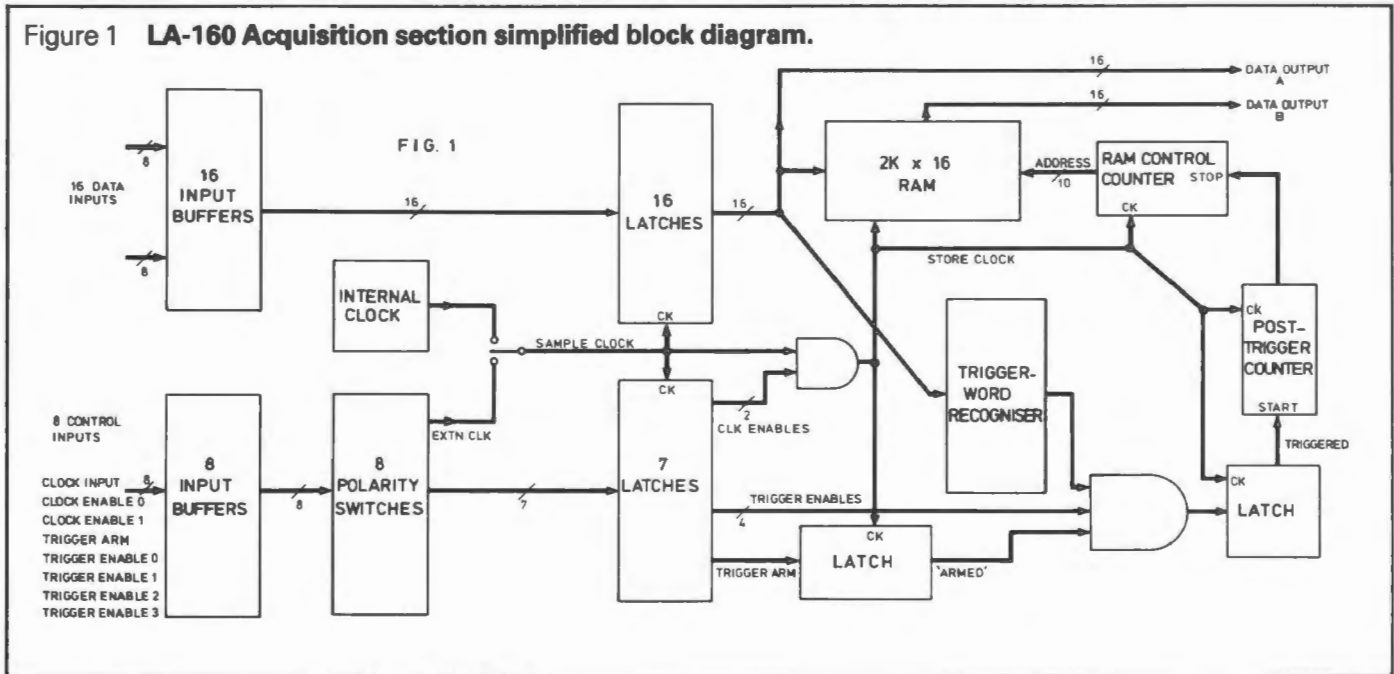 Figure 1 LA-160 Acquisition section simplified block diagram.
FIG. 1
8
16 DATA
INPUTS
8
16
INPUT
BUFFERS
16
16
LATCHES
CK
16
16
DATA OUTPUT
A
16
DATA OUTPUT
B
2K x 16
RAM
ADDRESS
10
RAM CONTROL
COUNTER
STOP
CK
STORE CLOCK
INTERNAL
CLOCK
SAMPLE CLOCK
EXTN CLK
8 CONTROL
INPUTS
CLOCK INPUT
CLOCK ENABLE 0
CLOCK ENABLE 1
TRIGGER ARM
TRIGGER ENABLE 0
TRIGGER ENABLE 1
TRIGGER ENABLE 2
TRIGGER ENABLE 3
8
8
INPUT
BUFFERS
8
8
POLARITY
SWITCHES
7
CK
7
LATCHES
2
CLK ENABLES
TRIGGER ENABLES
4
TRIGGER ARM
CK
LATCH
'ARMED'
TRIGGER-
WORD
RECOGNISER
CK
POST-
TRIGGER
COUNTER
START
TRIGGERED
CK
LATCH